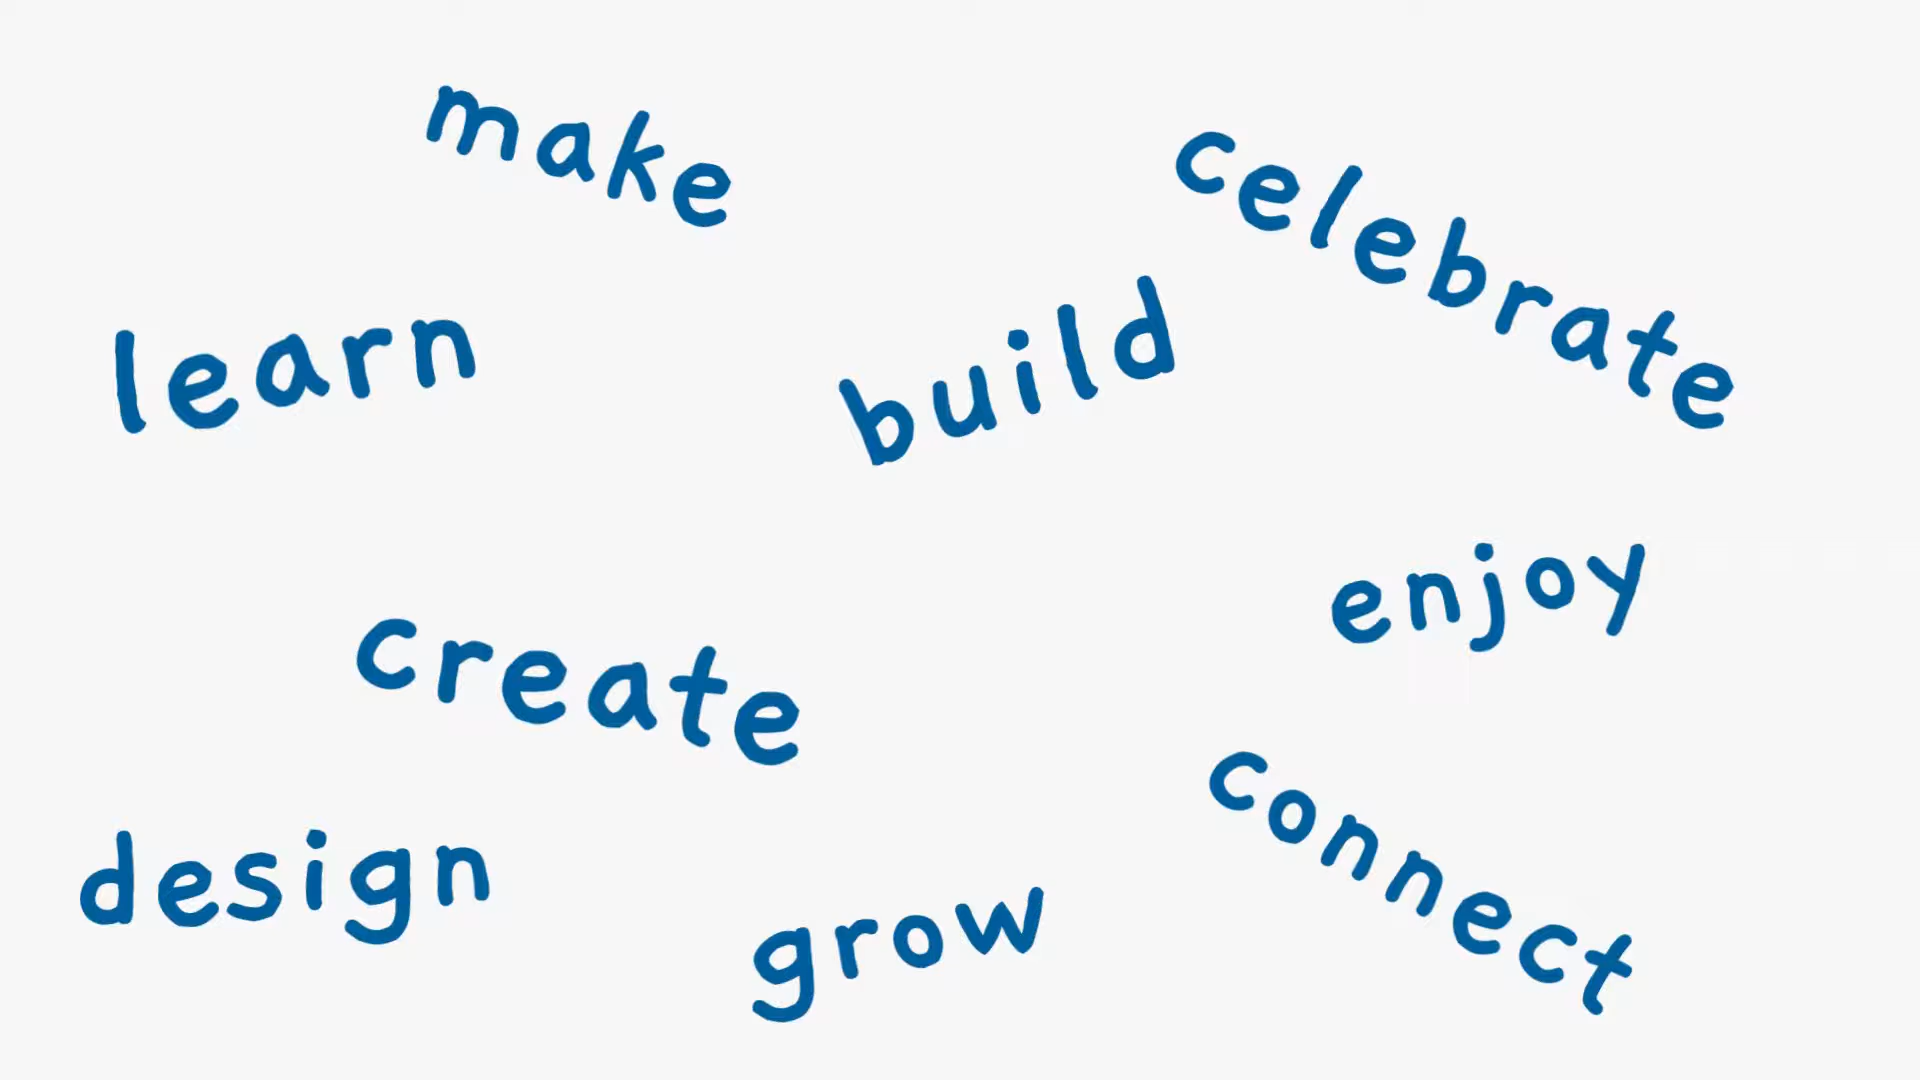 make
celebrate
learn
build
enjoy
create
connect
design
grow